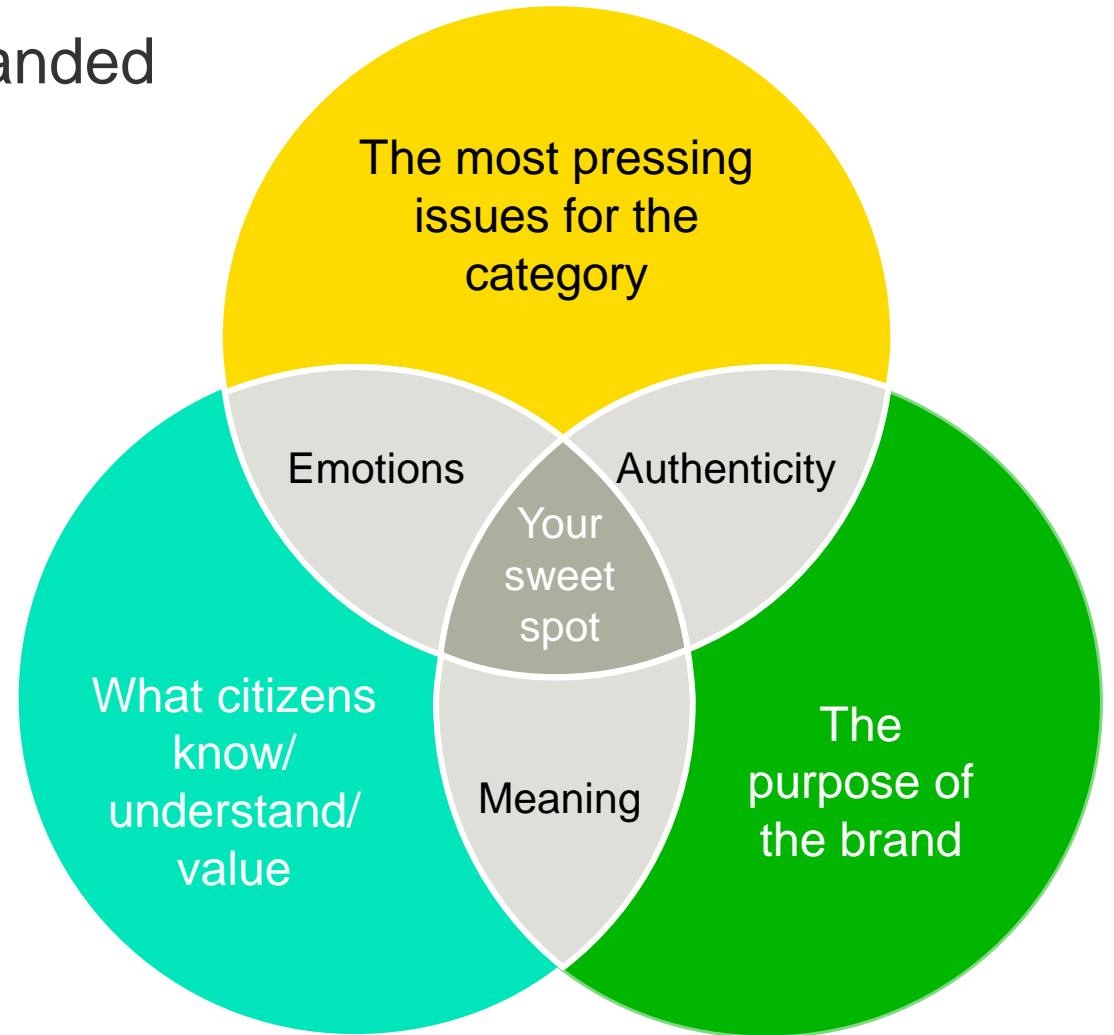 anded
The most pressing
issues for the
category
Emotions
Authenticity
Your
sweet
spot
What citizens
know/
understand/
value
Meaning
The
purpose of
the brand